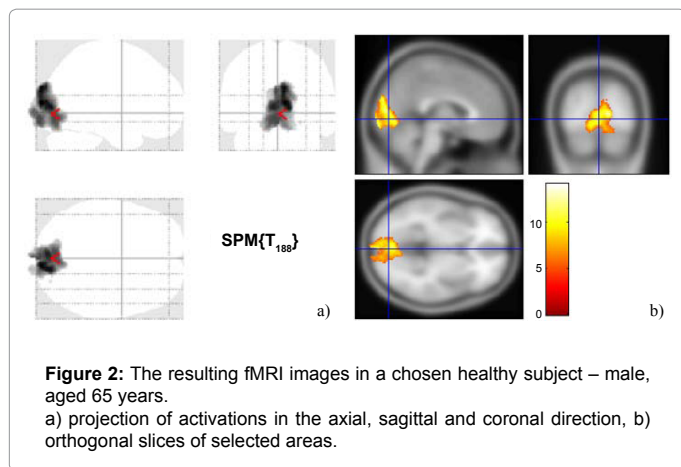 SPM{T188}
a)
10
5
0
b)
Figure 2: The resulting fMRI images in a chosen healthy subject – male,
aged 65 years.
a) projection of activations in the axial, sagittal and coronal direction, b)
orthogonal slices of selected areas.